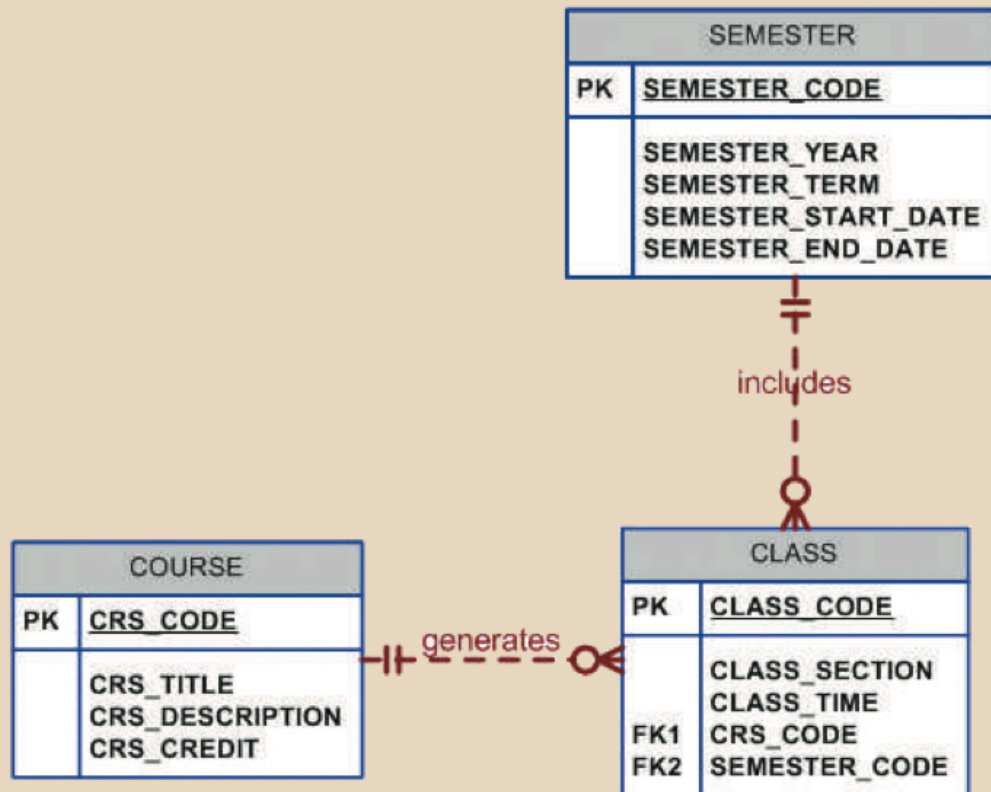 SEMESTER
PK SEMESTER_CODE
SEMESTER_YEAR
SEMESTER_TERM
SEMESTER_START_DATE
SEMESTER_END_DATE
includes
COURSE
PK CRS_CODE
CRS_TITLE
CRS_DESCRIPTION
CRS_CREDIT
generates
CLASS
PK CLASS_CODE
CLASS_SECTION
CLASS_TIME
FK1 CRS_CODE
FK2 SEMESTER_CODE